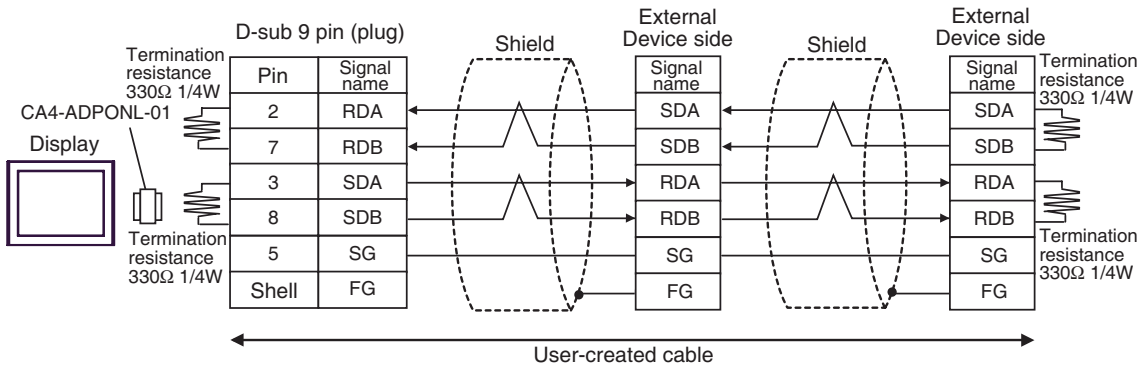 D-sub 9 pin (plug)
Shield
External
Device side
Shield
External
Device side
Termination
resistance
330Ω 1/4W
CA4-ADPONL-01
Display
Termination
resistance
330Ω 1/4W
Pin
Signal
name
2
RDA
7
RDB
3
SDA
8
SDB
5
SG
Shell
FG
Signal
name
SDA
SDB
RDA
RDB
SG
FG
Signal
name
SDA
SDB
RDA
RDB
SG
FG
Termination
resistance
330Ω 1/4W
Termination
resistance
330Ω 1/4W
User-created cable